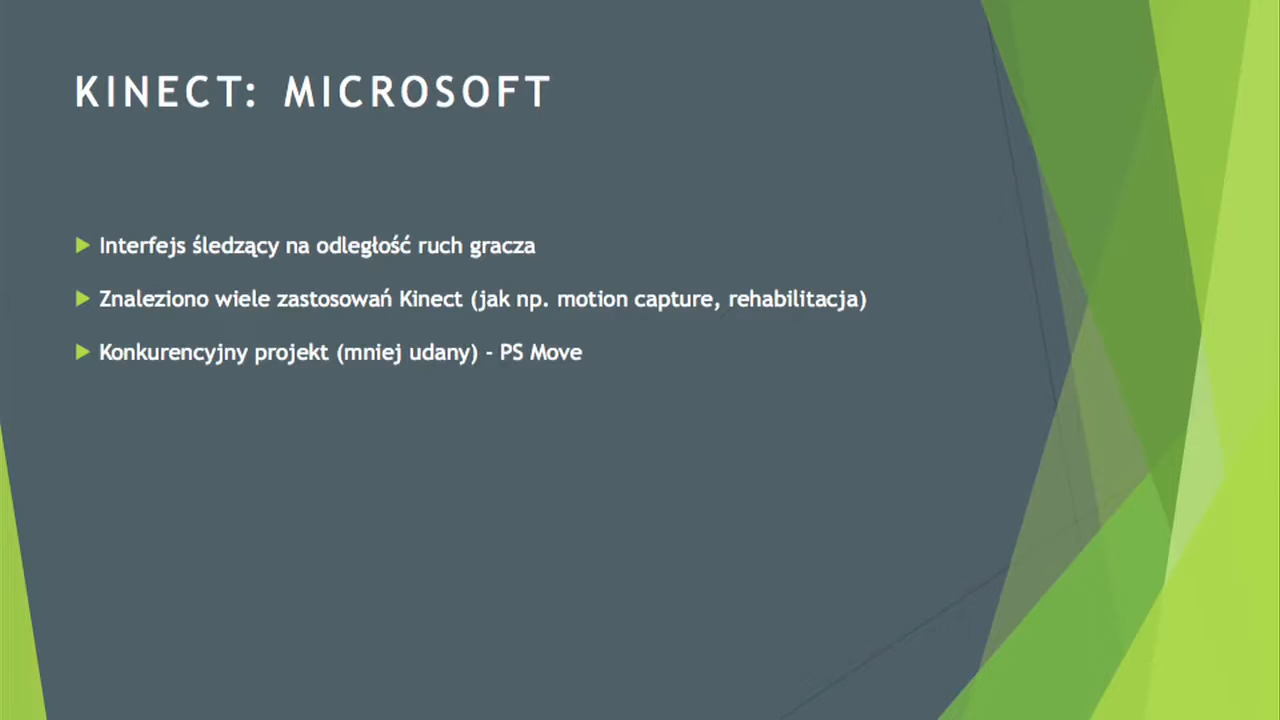 KINECT: MICROSOFT
Interfejs śledzący na odległość ruch gracza
Znaleziono wiele zastosowań Kinect (jak np. motion capture, rehabilitacja)
Konkurencyjny projekt (mniej udany) - PS Move